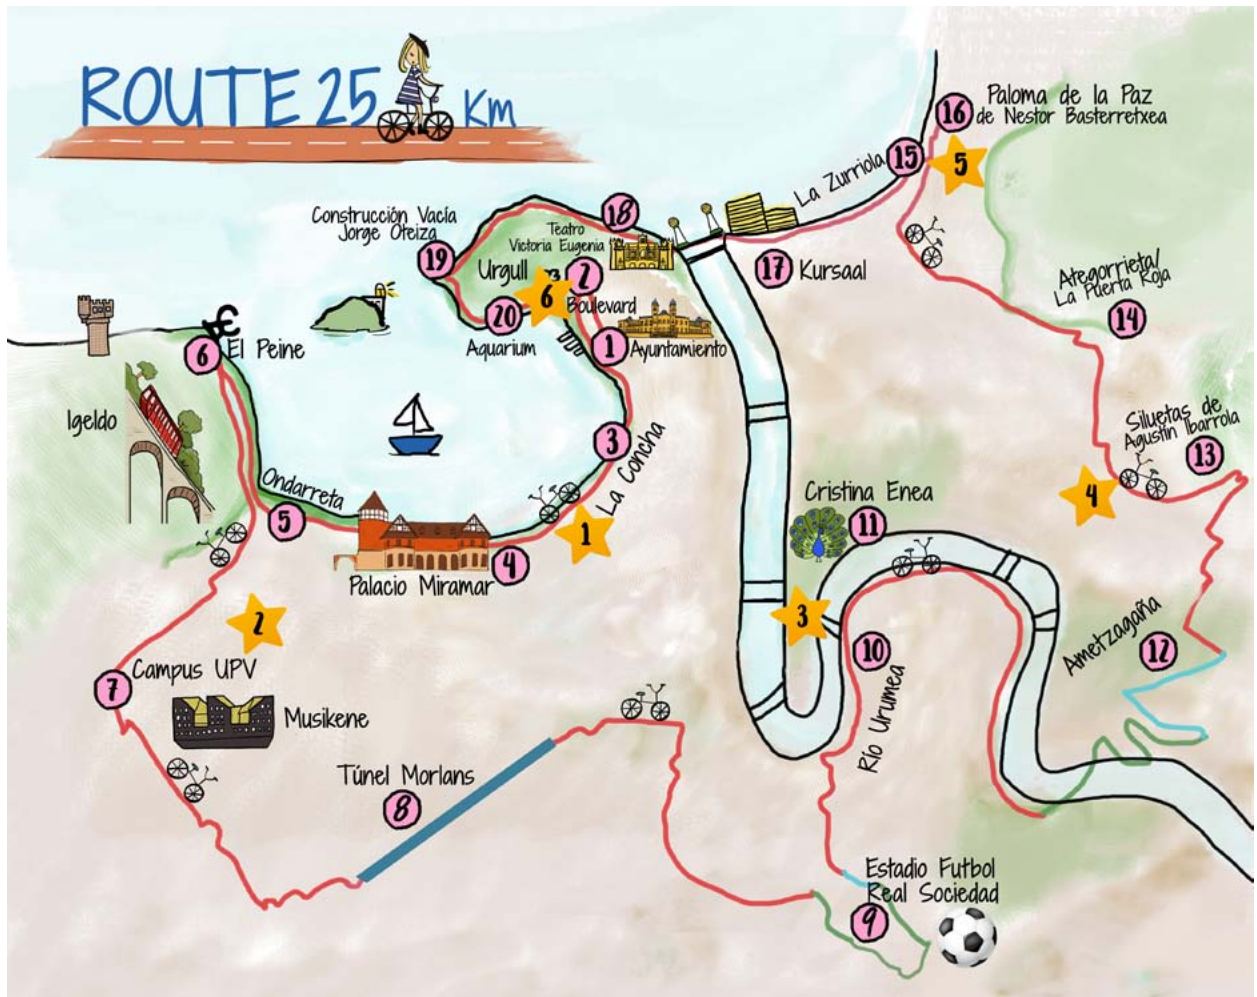 ROUTE 25 Km
16
Paloma de la Paz
de Nestor Basterretxea
15
5
La Zurriola
18
Construcción Vacía
Jorge Oteiza
19
Teatro
Victoria Eugenia
Urgull
2
6
Boulevard
17
Kursaal
Ategorrieta/
La Puerta Roja
14
20
Aquarium
1
Ayuntamiento
6
El Peine
Igeldo
3
La Concha
Siluetas de
Agustín Ibarrola
13
4
Ondarreta
5
1
Cristina Enea
11
Palacio Miramar
4
2
3
10
Río Urumea
Ametzagaña
12
7
Campus UPV
Musikene
Túnel Morlans
8
Estadio Futbol
Real Sociedad
9